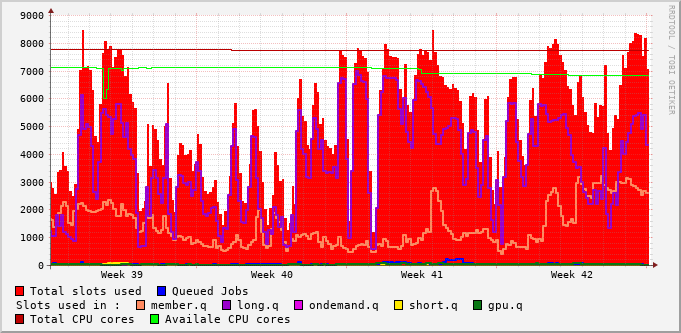 RRDTOOL / TOBI OETIKER
9000
8000
7000
6000
5000
4000
3000
2000
1000
0
Week 39 Week 40 Week 41 Week 42
Total slots used Queued Jobs
Slots used in : member.q long.q ondemand.q short.q gpu.q
Total CPU cores Availale CPU cores